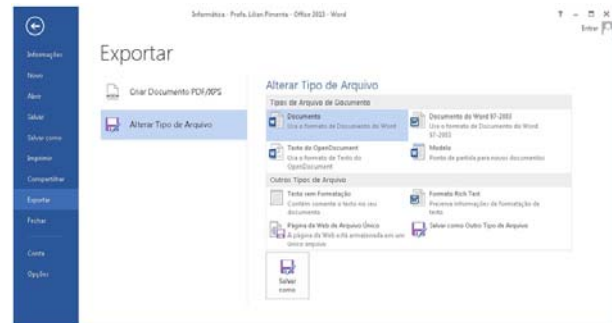 Informática - Profa. Lilian Pimenta - Office 2013 - Word
Entrar
Informações
Novo
Abrir
Salvar
Salvar como
Imprimir
Compartilhar
Exportar
Fechar
Conta
Opções
Exportar
Criar Documento PDF/XPS
Alterar Tipo de Arquivo
Alterar Tipo de Arquivo
Tipos de Arquivo de Documento
Documento
Usa o formato de Documento do Word
Documento do Word 97-2003
Usa o formato de Documento do Word
97-2003
Texto do OpenDocument
Usa o formato de Texto do
OpenDocument
Modelo
Ponto de partida para novos documentos
Outros Tipos de Arquivo
Texto sem Formatação
Contém somente o texto no seu
documento
Formato Rich Text
Preserva informações da formatação do
texto
Página da Web de Arquivo Único
A página da Web está armazenada em um
único arquivo
Salvar como Outro Tipo de Arquivo
Salvar
como